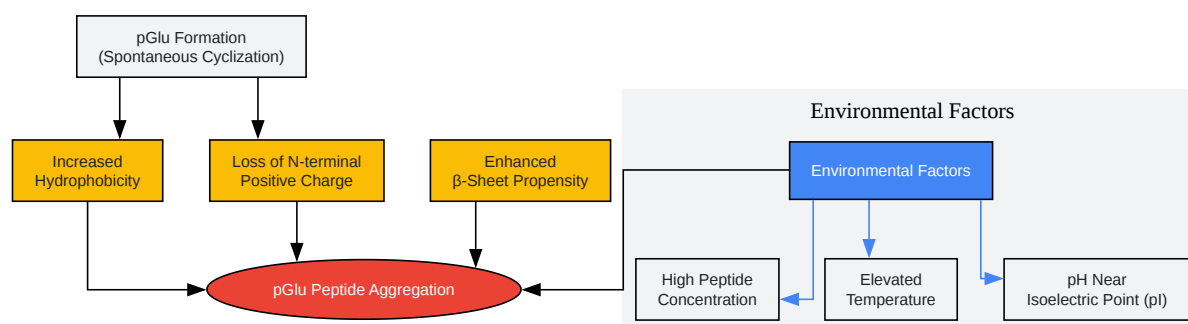 pGlu Formation
(Spontaneous Cyclization)
Environmental Factors
Increased
Hydrophobicity
Loss of N-terminal
Positive Charge
Enhanced
β-Sheet Propensity
Environmental Factors
pGlu Peptide Aggregation
High Peptide
Concentration
Elevated
Temperature
pH Near
Isoelectric Point (pI)